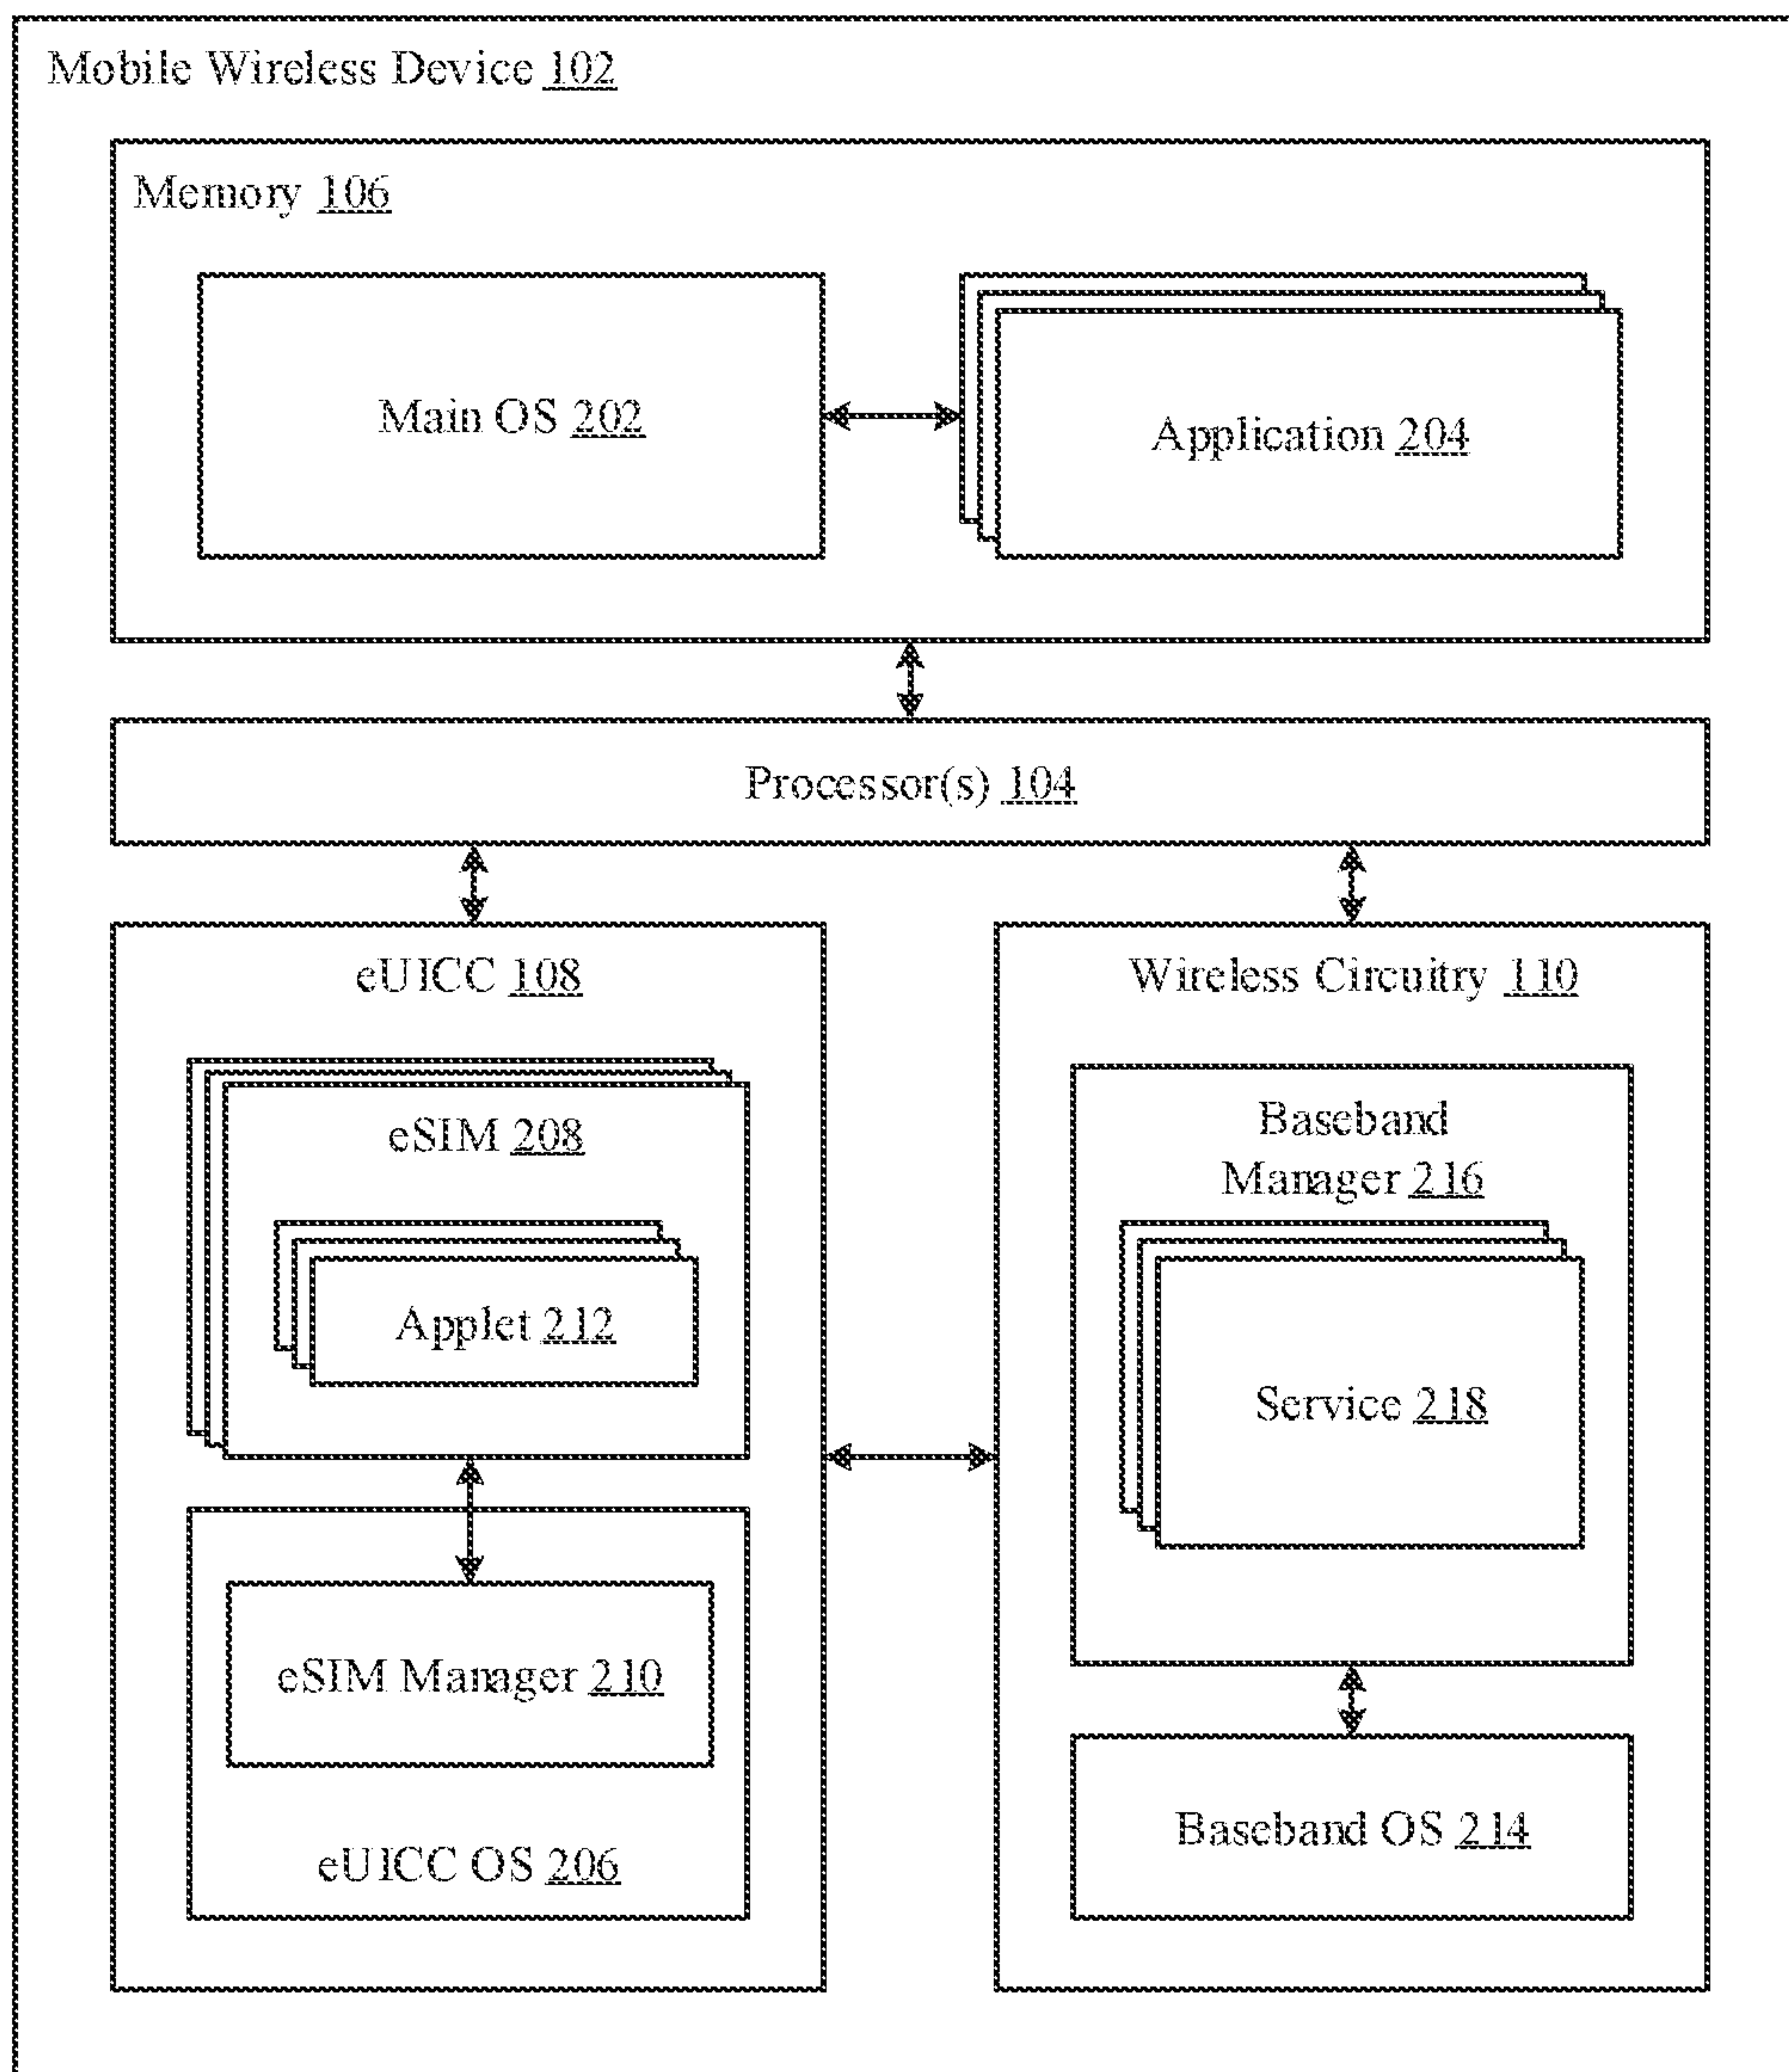 Mobile Wireless Device 102
Memory 106
Main OS 202
Application 204
Processor(s) 104
eUICC 108
eSIM 208
Applet 212
eSIM Manager 210
eUICC OS 206
Wireless Circuitry 110
Baseband
Manager 216
Service 218
Baseband OS 214